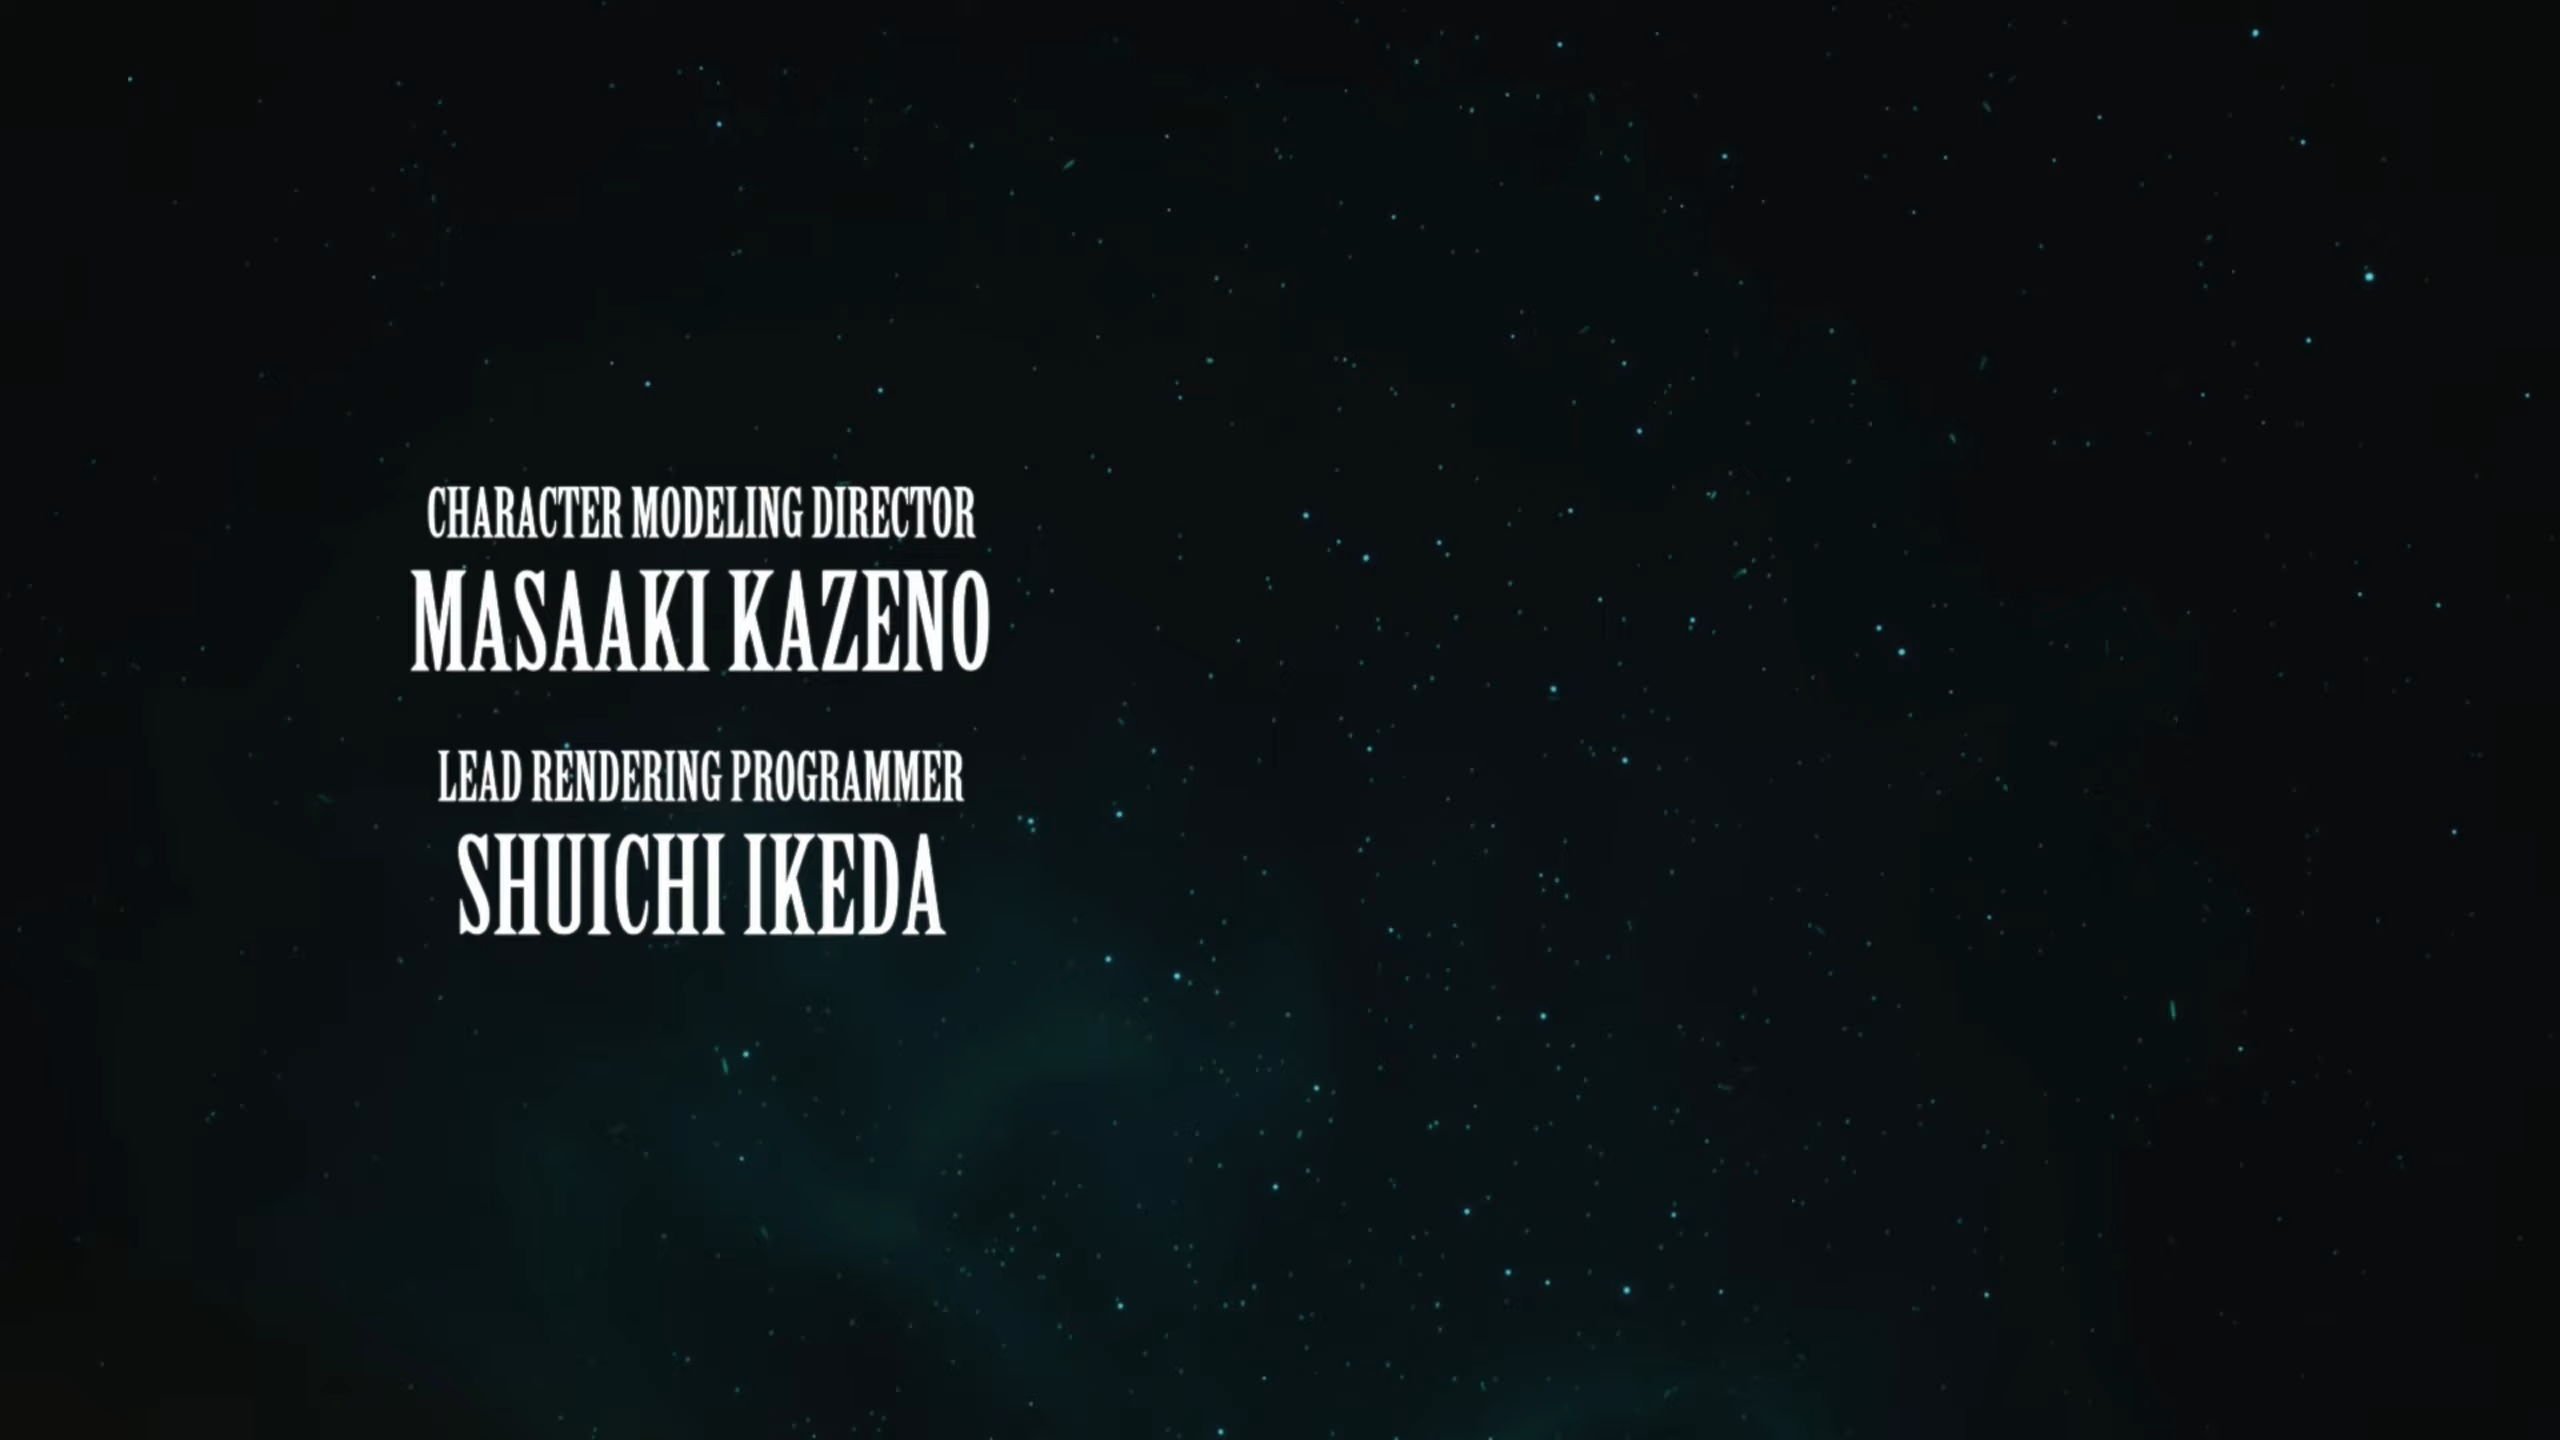 CHARACTER MODELING DIRECTOR
MASAAKI KAZENO
LEAD RENDERING PROGRAMMER
SHUICHI IKEDA